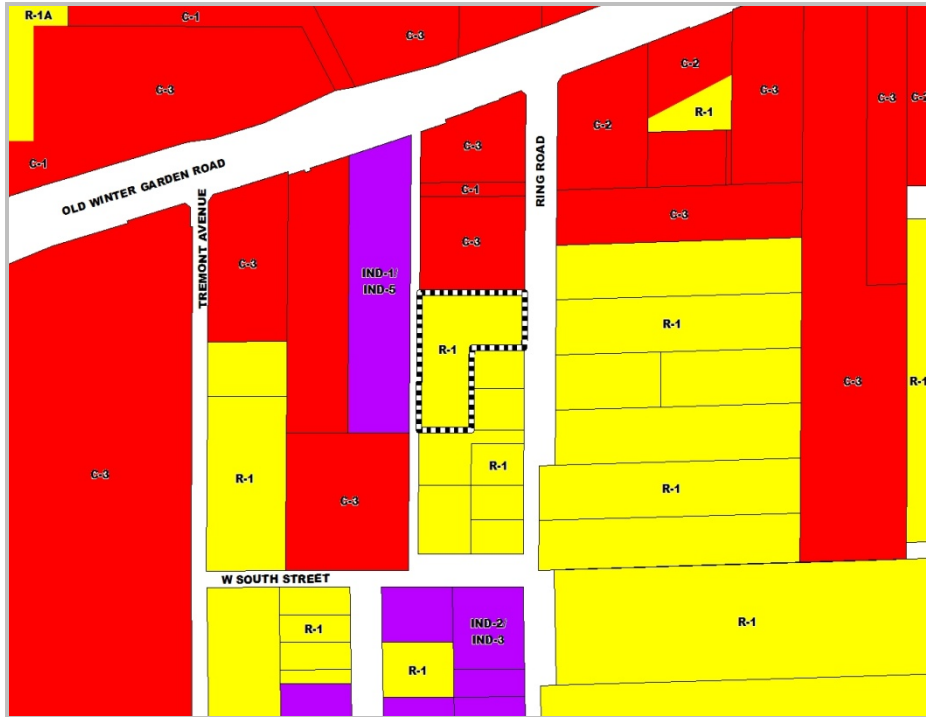 R-1A
C-1
C-3
C-3
C-2
C-3
C-3
C-2
R-1
C-2
C-1
C-3
C-1
OLD WINTER GARDEN ROAD
TREMONT AVENUE
RING ROAD
C-3
C-3
C-3
IND-1/
IND-5
R-1
R-1
C-3
R-1
C-3
R-1
R-1
C-3
R-1
W SOUTH STREET
R-1
IND-2/
IND-3
R-1
R-1